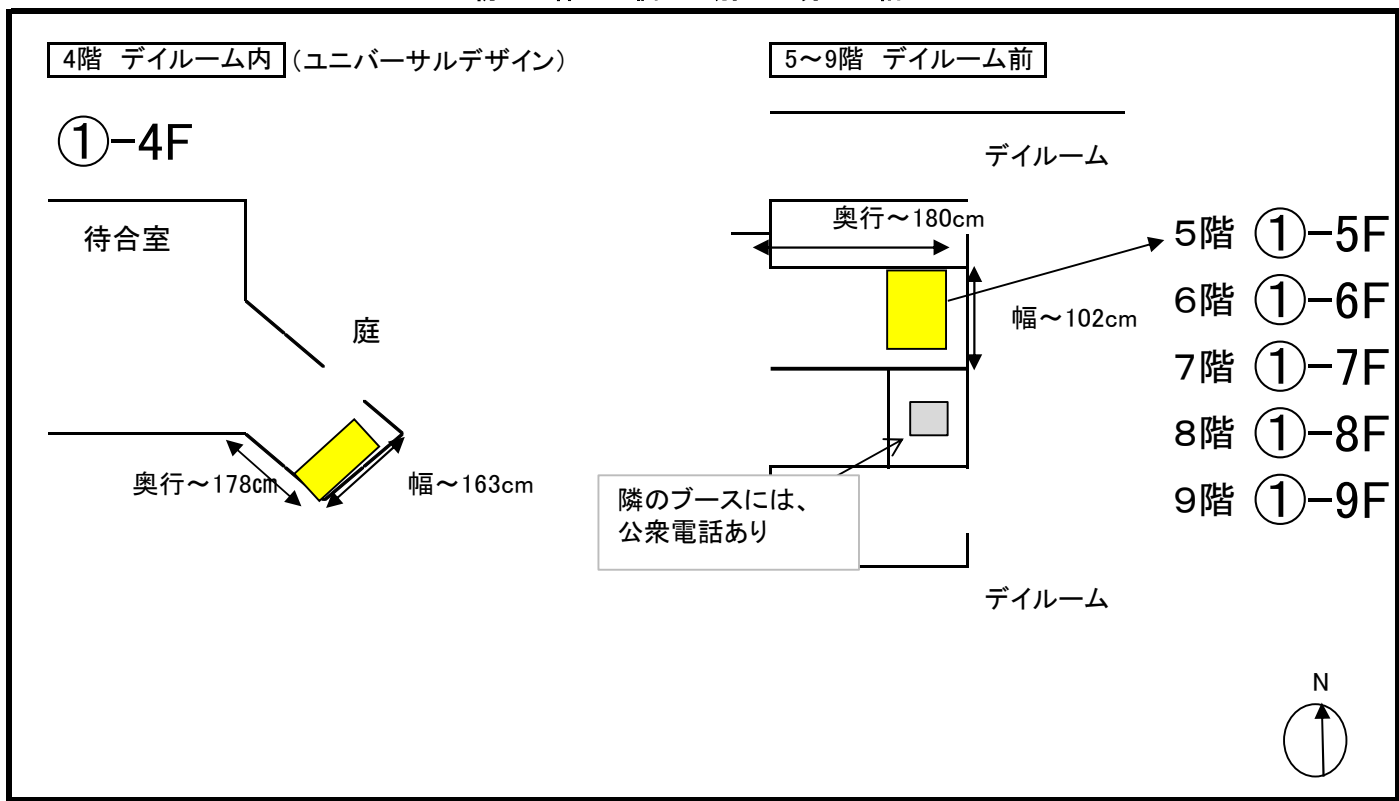 4階 デイルーム内 (ユニバーサルデザイン)
①-4F
待合室
庭
奥行~178㎝
幅~163cm
5~9階 デイルーム前
デイルーム
奥行~180cm
幅~102cm
5階 ①-5F
6階 ①-6F
7階 ①-7F
8階 ①-8F
9階 ①-9F
隣のブースには、
公衆電話あり
デイルーム
N